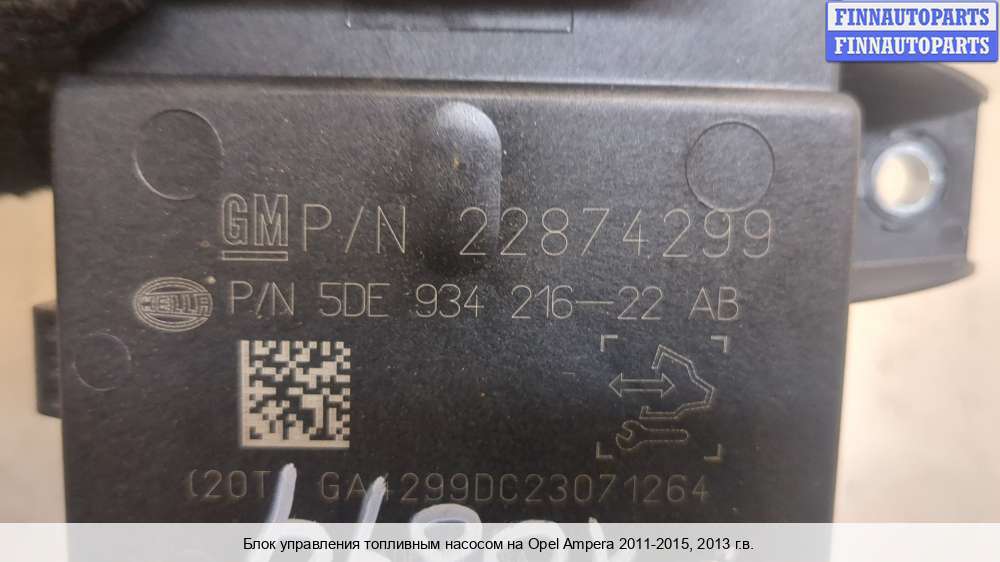 FINNAUTOPARTS
FINNAUTOPARTS
GM P/N 22874299
HELLA P/N 5DE 934 216-22 AB
(20T) GA4299DC23071264
Блок управления топливным насосом на Opel Ampera 2011-2015, 2013 г.в.